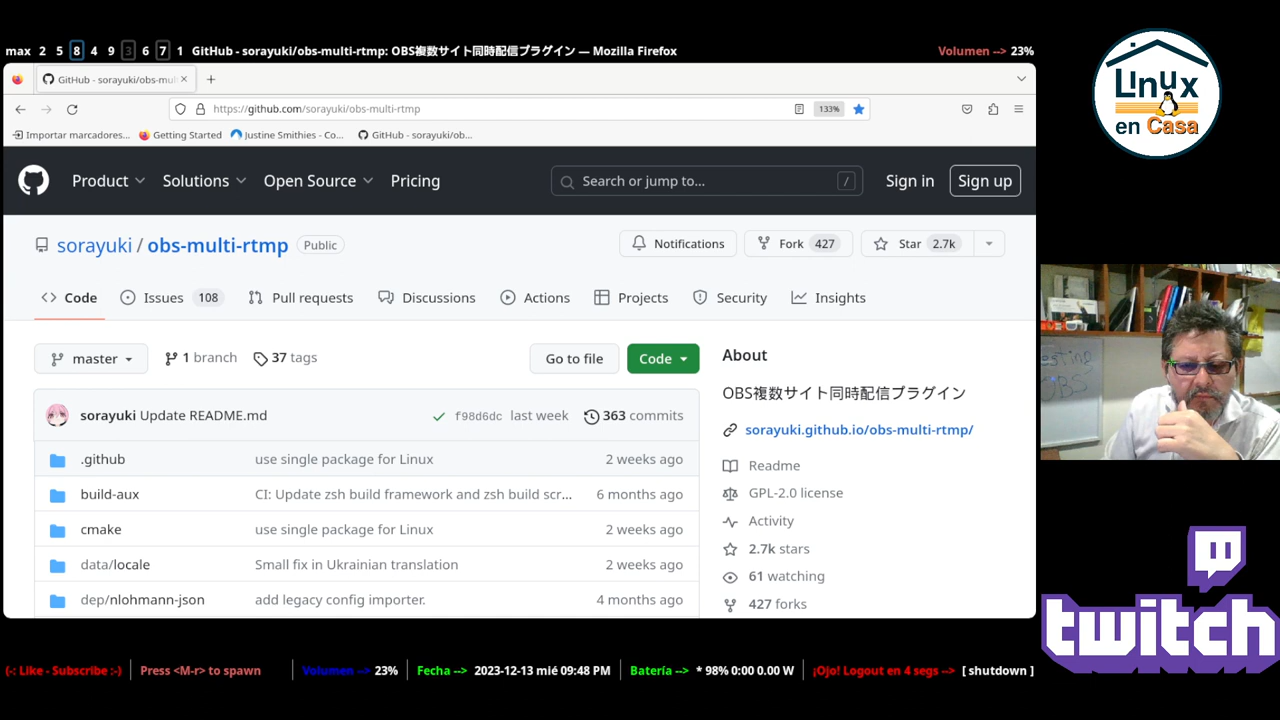 max 2 5 8 4 9 3 6 7 1 GitHub - sorayuki/obs-multi-rtmp: OBS複数サイト同時配信プラグイン — Mozilla Firefox
Volumen --> 23%
GitHub - sorayuki/obs-mul
https://github.com/sorayuki/obs-multi-rtmp
133%
Importar marcadores...
Getting Started
Justine Smithies - Co...
GitHub - sorayuki/ob...
Product
Solutions
Open Source
Pricing
Search or jump to...
/
Sign in
Sign up
sorayuki / obs-multi-rtmp
Public
Notifications
Fork 427
Star 2.7k
Code
Issues 108
Pull requests
Discussions
Actions
Projects
Security
Insights
master
1 branch
37 tags
Go to file
Code
sorayuki Update README.md
f98d6dc last week
363 commits
.github
use single package for Linux
2 weeks ago
build-aux
CI: Update zsh build framework and zsh build scr...
6 months ago
cmake
use single package for Linux
2 weeks ago
data/locale
Small fix in Ukrainian translation
2 weeks ago
dep/nlohmann-json
add legacy config importer.
4 months ago
About
OBS複数サイト同時配信プラグイン
sorayuki.github.io/obs-multi-rtmp/
Readme
GPL-2.0 license
Activity
2.7k stars
61 watching
427 forks
Linux
en Casa
esting
OBS
twitch
(-: Like - Subscribe :-)
Press <M-r> to spawn
Volumen --> 23%
Fecha --> 2023-12-13 mié 09:48 PM
Batería --> * 98% 0:00 0.00 W
¡Ojo! Logout en 4 segs --> [ shutdown ]